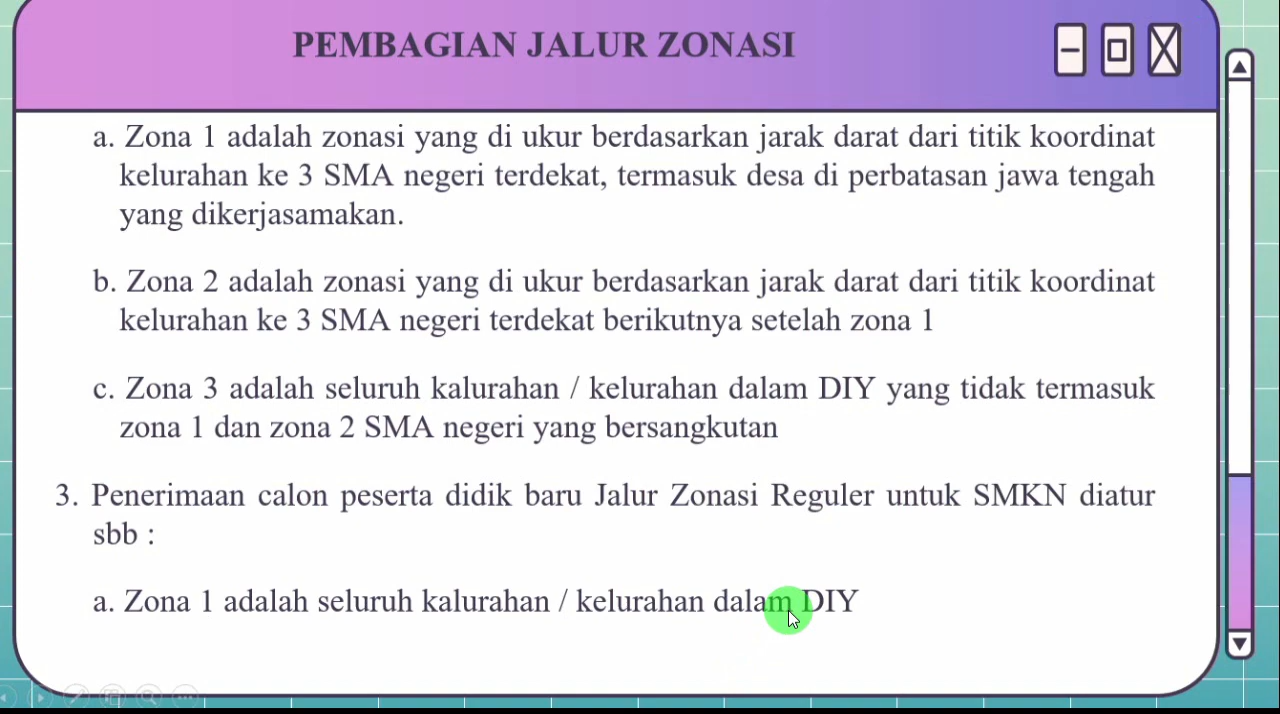 PEMBAGIAN JALUR ZONASI
a. Zona 1 adalah zonasi yang di ukur berdasarkan jarak darat dari titik koordinat
kelurahan ke 3 SMA negeri terdekat, termasuk desa di perbatasan jawa tengah
yang dikerjasamakan.
b. Zona 2 adalah zonasi yang di ukur berdasarkan jarak darat dari titik koordinat
kelurahan ke 3 SMA negeri terdekat berikutnya setelah zona 1
c. Zona 3 adalah seluruh kalurahan / kelurahan dalam DIY yang tidak termasuk
zona 1 dan zona 2 SMA negeri yang bersangkutan
3. Penerimaan calon peserta didik baru Jalur Zonasi Reguler untuk SMKN diatur
sbb :
a. Zona 1 adalah seluruh kalurahan / kelurahan dalam DIY